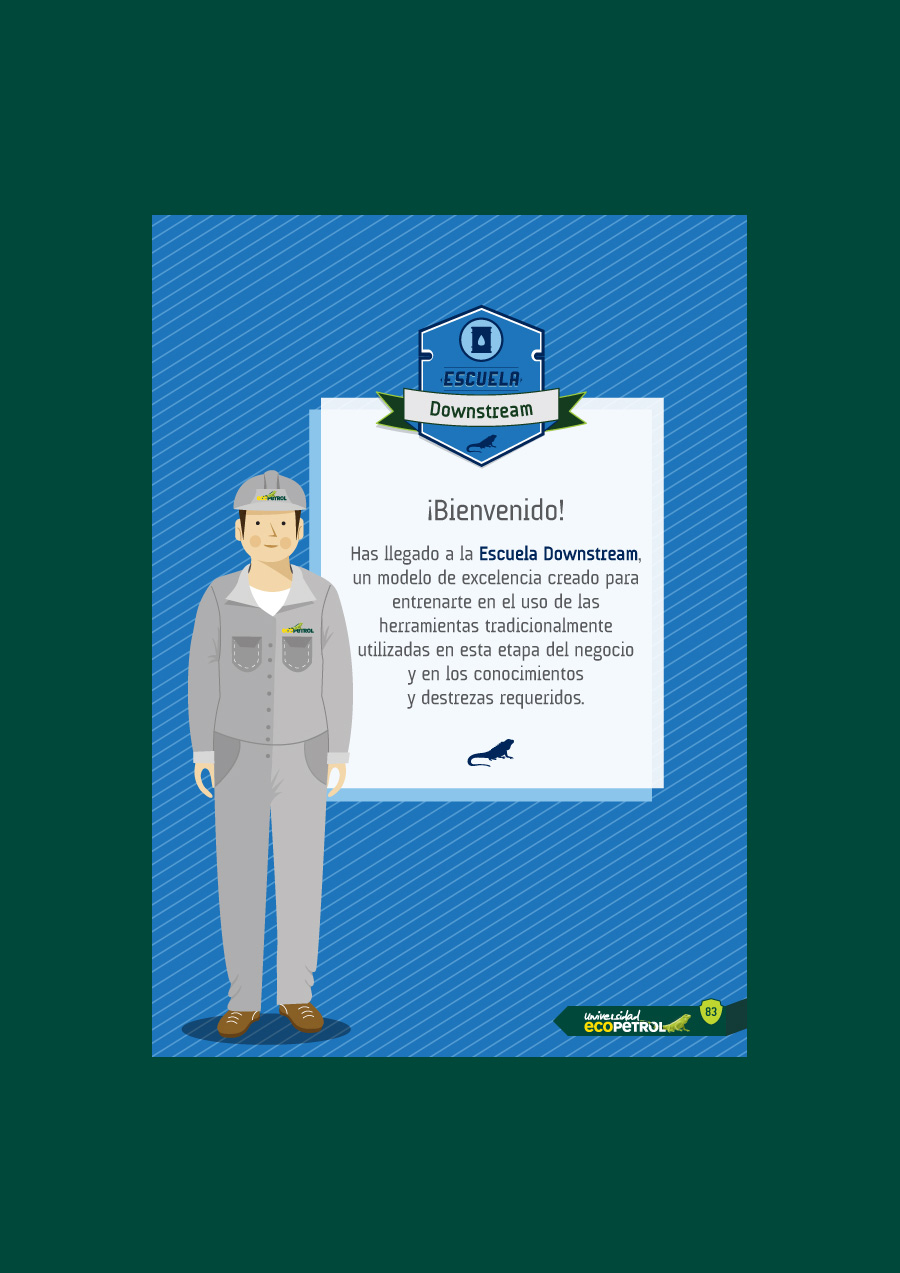 ESCUELA
Downstream
¡Bienvenido!
Has llegado a la Escuela Downstream,
un modelo de excelencia creado para
entrenarte en el uso de las
herramientas tradicionalmente
utilizadas en esta etapa del negocio
y en los conocimientos
y destrezas requeridos.
ECOPETROL
ECOPETROL
universidad
ecoPETROL
83